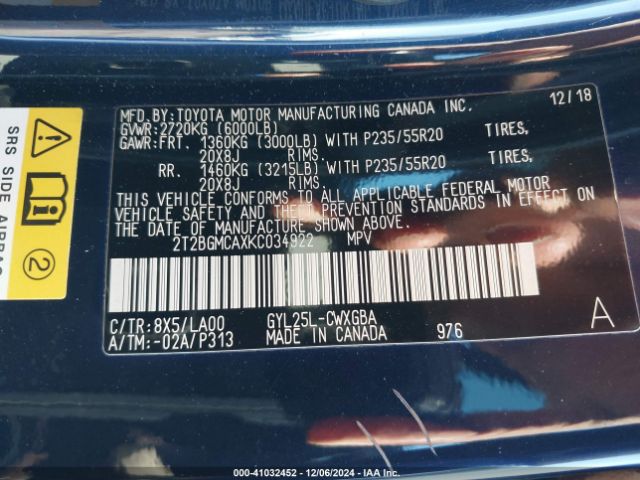 MFD. BY: TOYOTA MOTOR MANUFACTURING CANADA INC. 12/18
GVWR: 2720KG (6000LB)
GAWR: FRT. 1360KG (3000LB) WITH P235/55R20 TIRES,
20X8J RIMS.
RR. 1460KG (3215LB) WITH P235/55R20 TIRES,
20X8J RIMS.
THIS VEHICLE CONFORMS TO ALL APPLICABLE FEDERAL MOTOR
VEHICLE SAFETY AND THEFT PREVENTION STANDARDS IN EFFECT ON
THE DATE OF MANUFACTURE SHOWN ABOVE.
2T2BGMCAXKC034922 MPV
C/TR: 8X5/LA00 GYL25L-CWXGBA
A/TM: -02A/P313 MADE IN CANADA 976 A
SRS SIDE AIRBAG
2
000-41032452 - 12/06/2024 - IAA Inc.